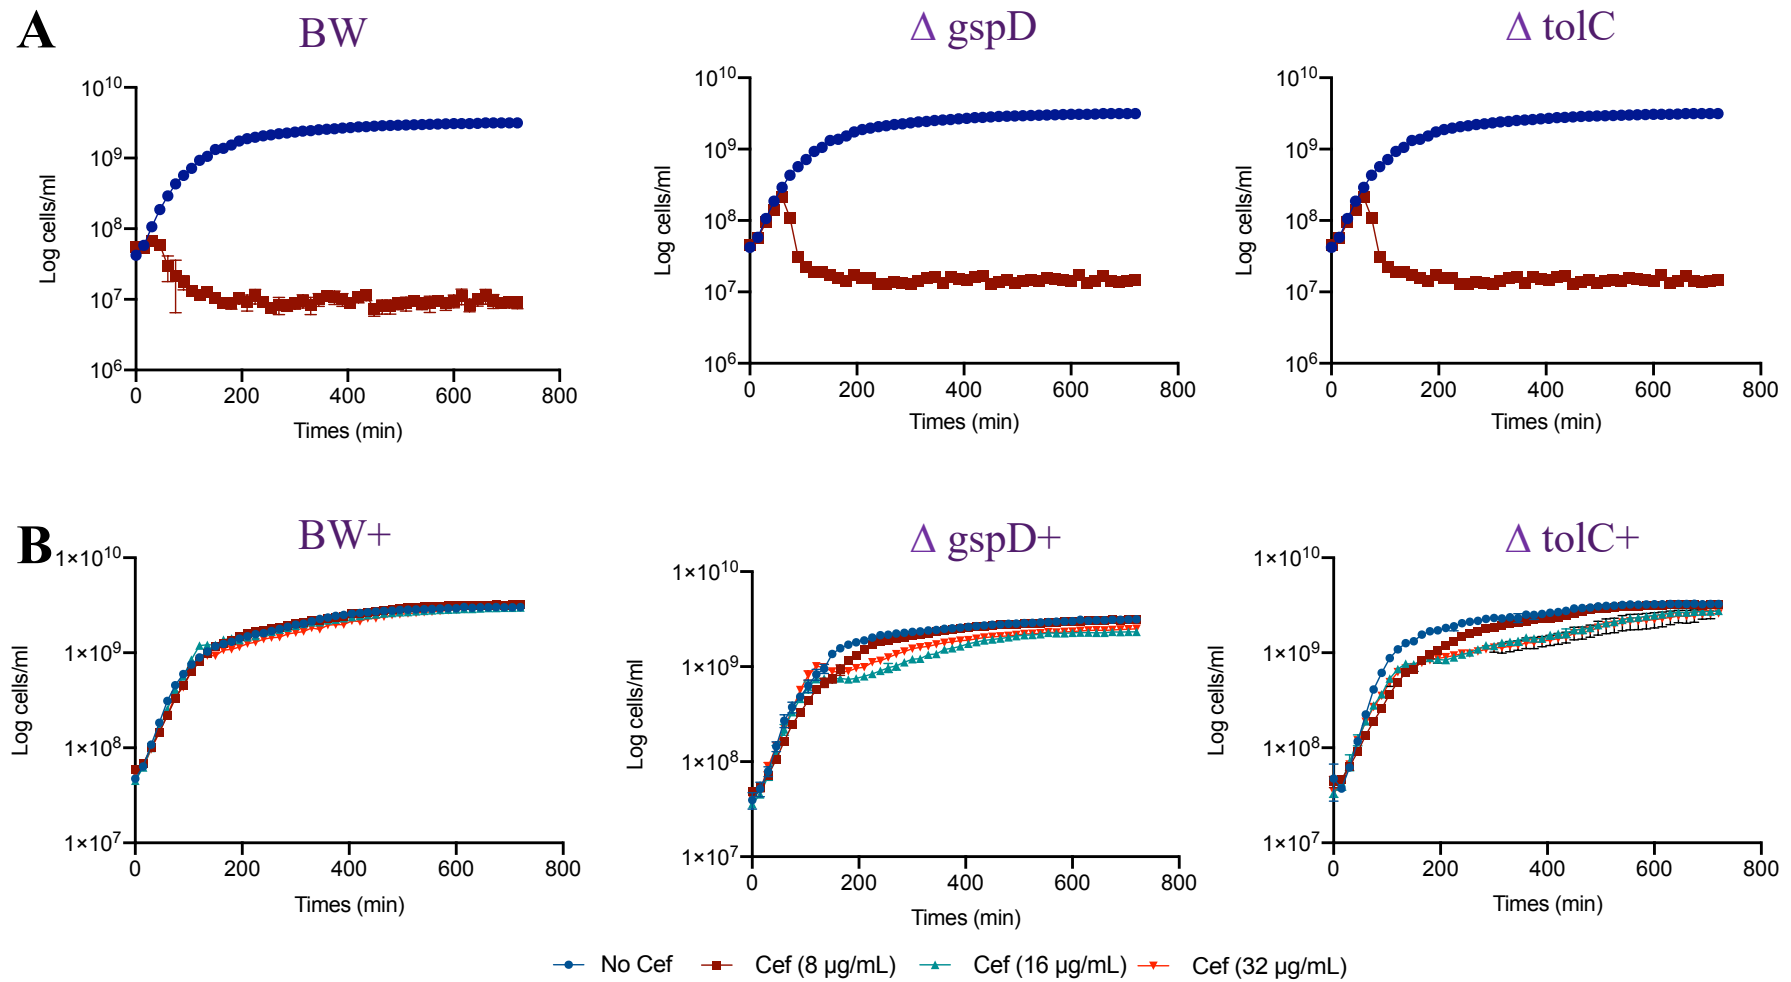 A
BW
Δ gspD
Δ tolC
Log cells/ml
10^10
10^9
10^8
10^7
10^6
0 200 400 600 800
Times (min)
Log cells/ml
10^10
10^9
10^8
10^7
10^6
0 200 400 600 800
Times (min)
Log cells/ml
10^10
10^9
10^8
10^7
10^6
0 200 400 600 800
Times (min)
B
BW+
Δ gspD+
Δ tolC+
Log cells/ml
1×10^10
1×10^9
1×10^8
1×10^7
0 200 400 600 800
Times (min)
Log cells/ml
1×10^10
1×10^9
1×10^8
1×10^7
0 200 400 600 800
Times (min)
Log cells/ml
1×10^10
1×10^9
1×10^8
1×10^7
0 200 400 600 800
Times (min)
No Cef Cef (8 µg/mL) Cef (16 µg/mL) Cef (32 µg/mL)